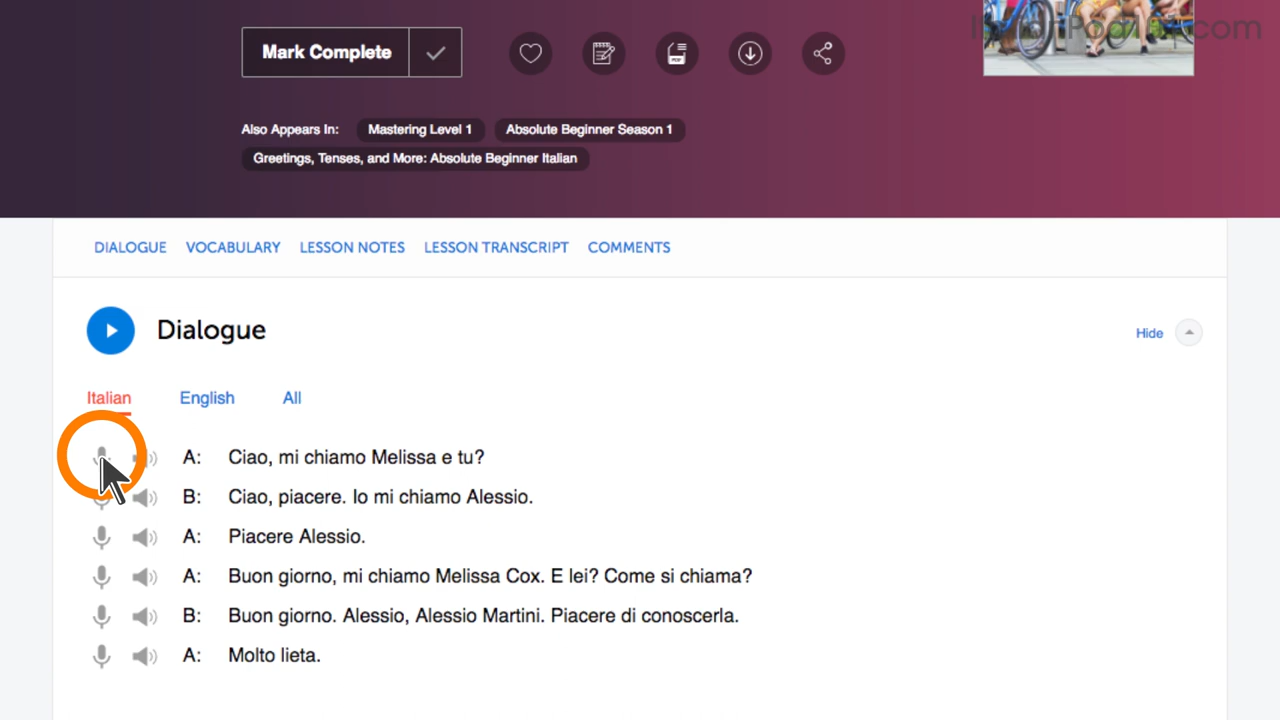 Mark Complete
Also Appears In: Mastering Level 1 Absolute Beginner Season 1
Greetings, Tenses, and More: Absolute Beginner Italian
DIALOGUE VOCABULARY LESSON NOTES LESSON TRANSCRIPT COMMENTS
Dialogue
Hide
Italian English All
A: Ciao, mi chiamo Melissa e tu?
B: Ciao, piacere. Io mi chiamo Alessio.
A: Piacere Alessio.
A: Buon giorno, mi chiamo Melissa Cox. E lei? Come si chiama?
B: Buon giorno. Alessio, Alessio Martini. Piacere di conoscerla.
A: Molto lieta.